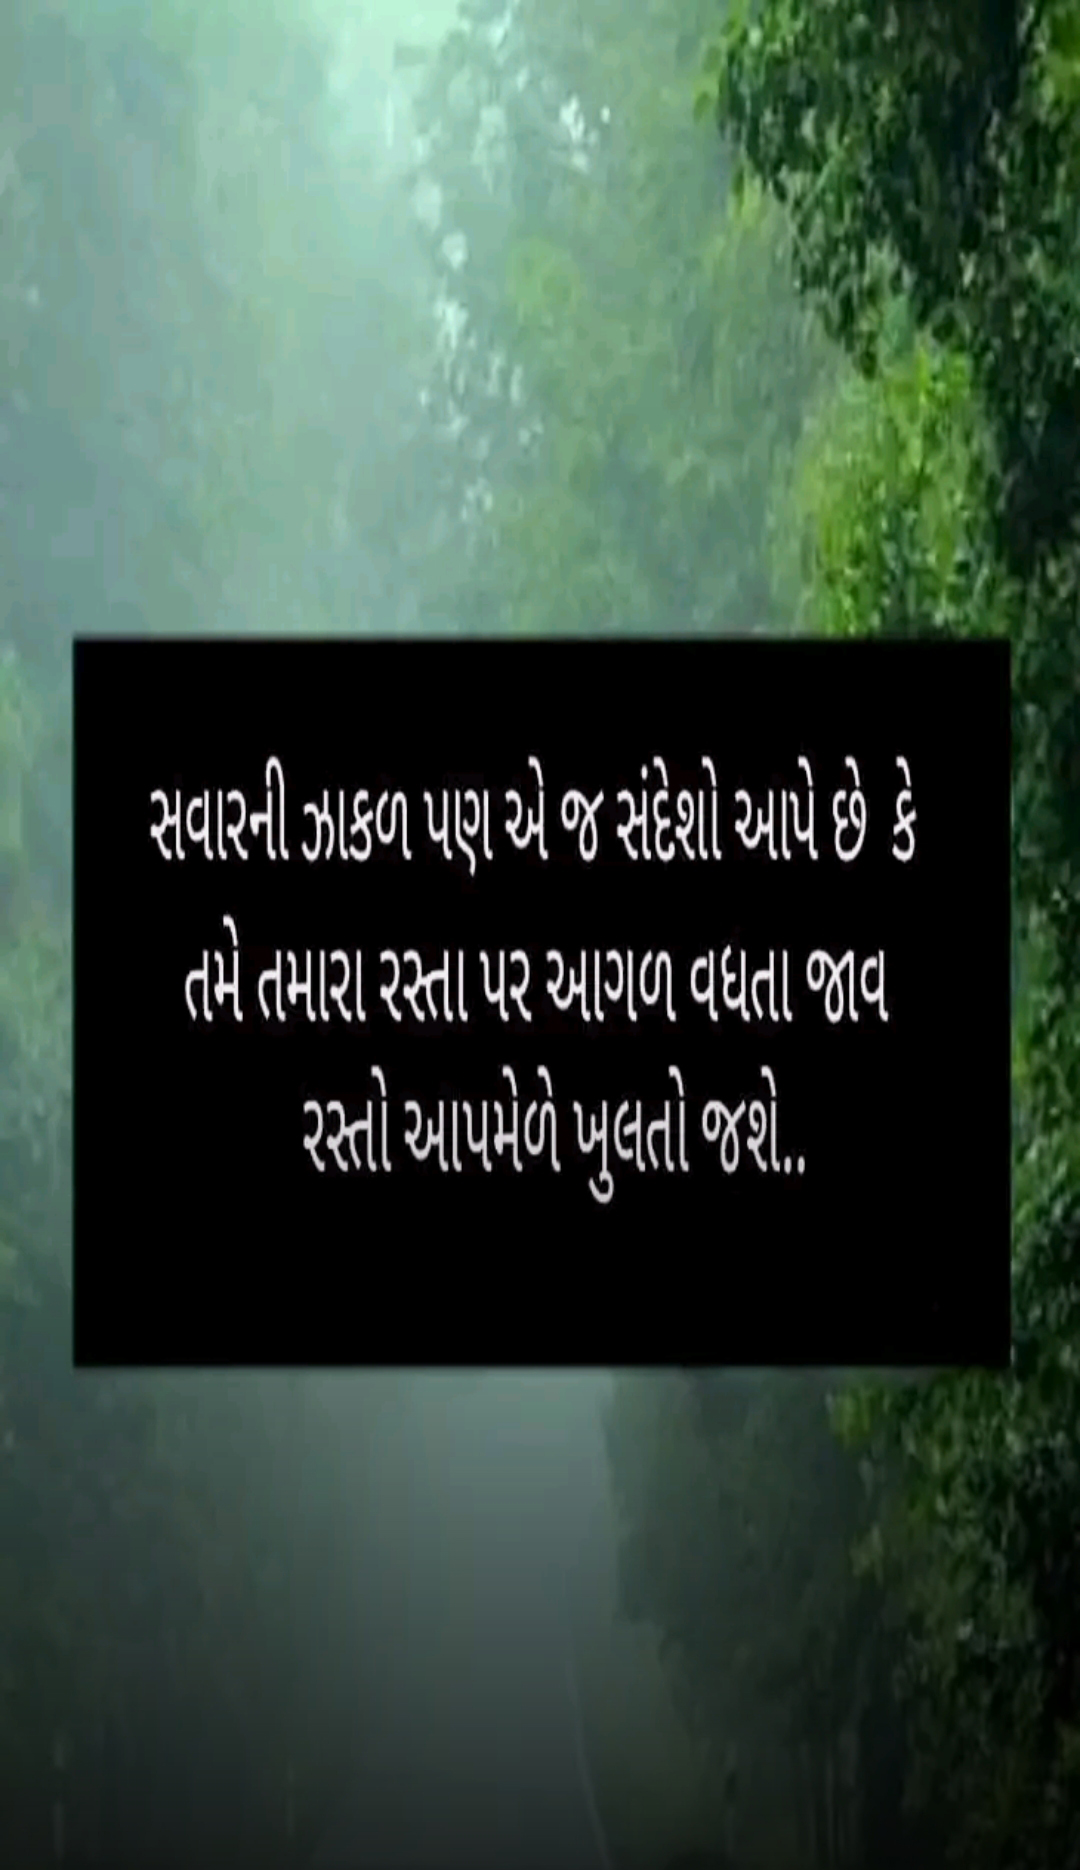 સવારની ઝાકળ પણ એ જ સંદેશો આપે છે કે
તમે તમારા રસ્તા પર આગળ વધતા જાવ
રસ્તો આપમેળે ખુલતો જશે..